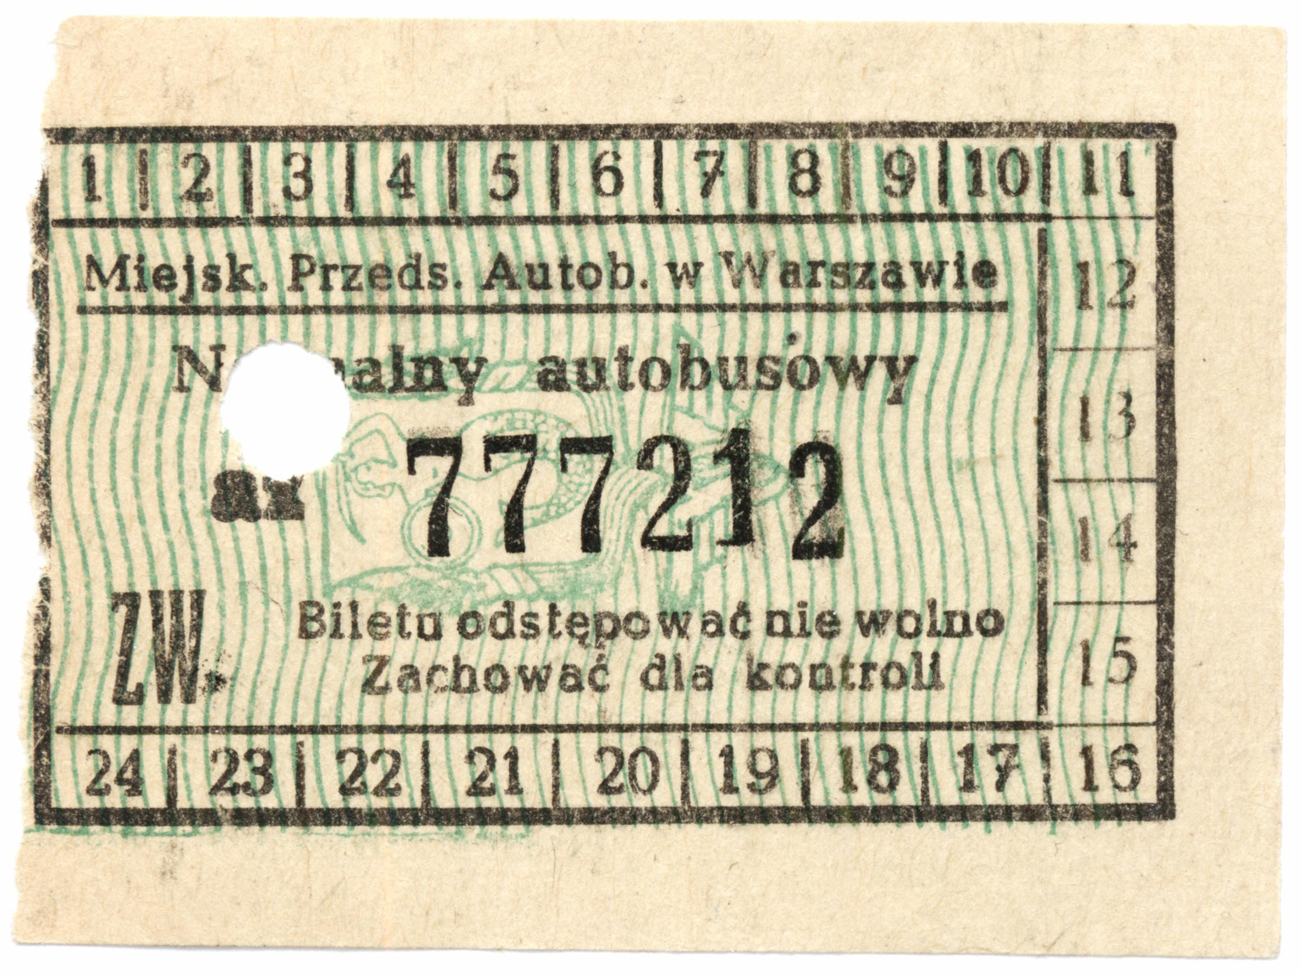 1 2 3 4 5 6 7 8 9 10 11
Miejsk. Przeds. Autob. w Warszawie
12
autobusowy
13
777212
14
ZW.
Biletu odstępować nie wolno
Zachować dla kontroli
15
24 23 22 21 20 19 18 17 16